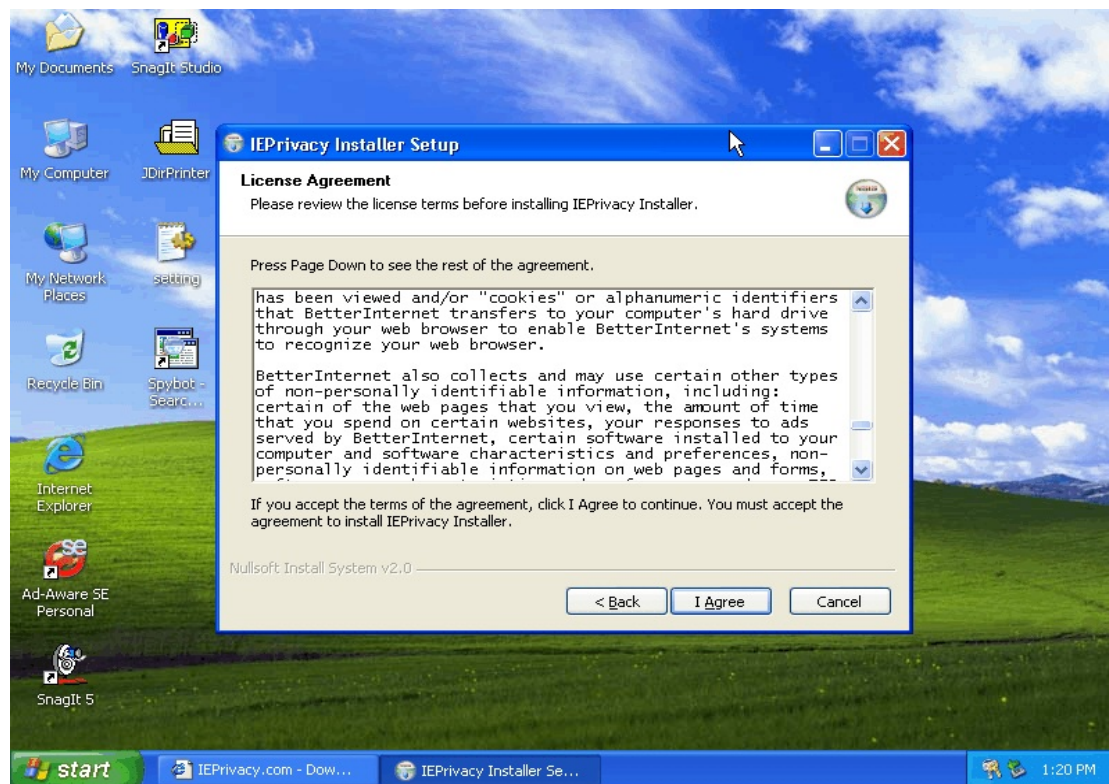 My Documents
SnagIt Studio
My Computer
JDirPrinter
My Network
Places
setting
Recycle Bin
Spybot -
Searc...
Internet
Explorer
Ad-Aware SE
Personal
SnagIt 5
IEPrivacy Installer Setup
License Agreement
Please review the license terms before installing IEPrivacy Installer.
Press Page Down to see the rest of the agreement.
has been viewed and/or "cookies" or alphanumeric identifiers
that BetterInternet transfers to your computer's hard drive
through your web browser to enable BetterInternet's systems
to recognize your web browser.
BetterInternet also collects and may use certain other types
of non-personally identifiable information, including:
certain of the web pages that you view, the amount of time
that you spend on certain websites, your responses to ads
served by BetterInternet, certain software installed to your
computer and software characteristics and preferences, non-
personally identifiable information on web pages and forms,
If you accept the terms of the agreement, click I Agree to continue. You must accept the
agreement to install IEPrivacy Installer.
Nullsoft Install System v2.0
< Back
I Agree
Cancel
start
IEPrivacy.com - Dow...
IEPrivacy Installer Se...
1:20 PM